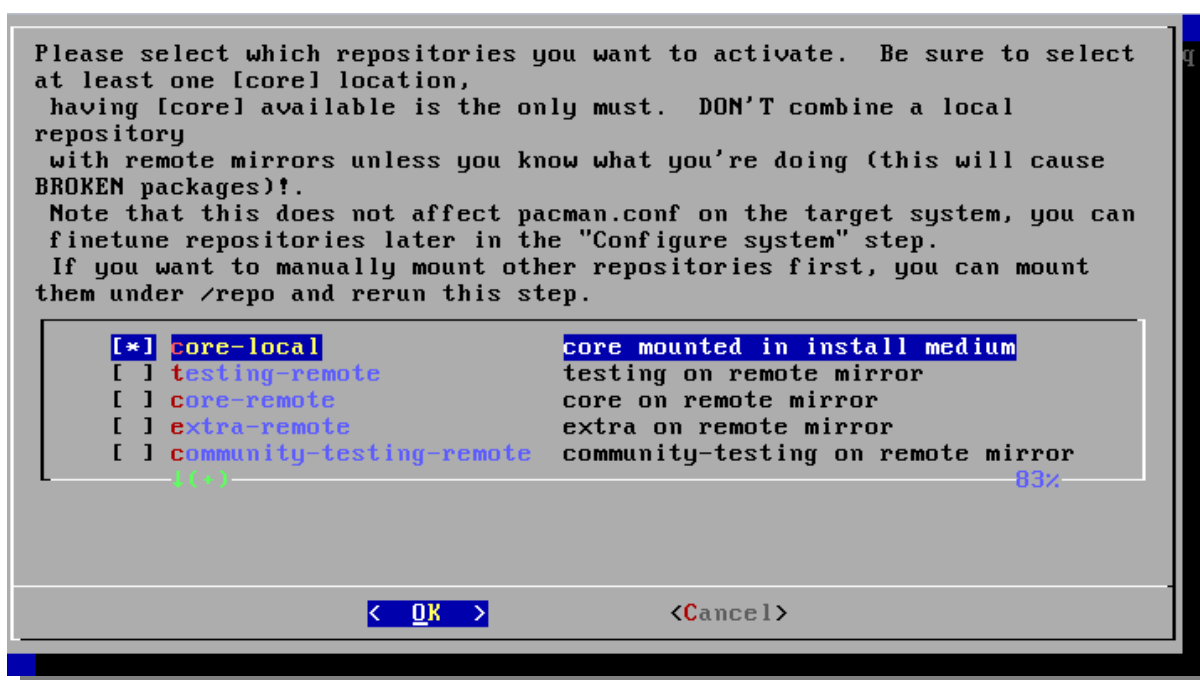 Please select which repositories you want to activate.  Be sure to select
at least one [core] location,
having [core] available is the only must.  DON'T combine a local
repository
with remote mirrors unless you know what you're doing (this will cause
BROKEN packages)!.
Note that this does not affect pacman.conf on the target system, you can
finetune repositories later in the "Configure system" step.
If you want to manually mount other repositories first, you can mount
them under /repo and rerun this step.
[*] core-local core mounted in install medium
[ ] testing-remote testing on remote mirror
[ ] core-remote core on remote mirror
[ ] extra-remote extra on remote mirror
[ ] community-testing-remote community-testing on remote mirror
↓(+) 83%
< OK > <Cancel>